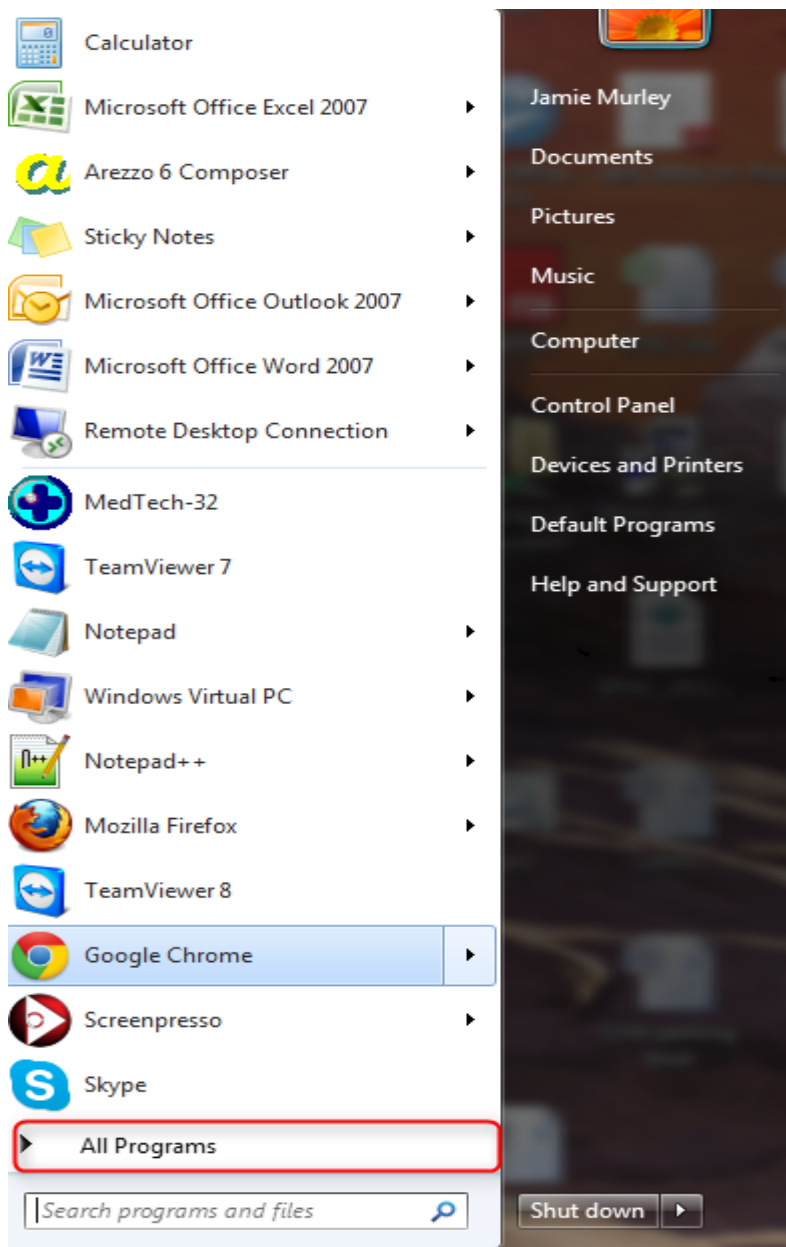 Calculator
Microsoft Office Excel 2007
Arezzo 6 Composer
Sticky Notes
Microsoft Office Outlook 2007
Microsoft Office Word 2007
Remote Desktop Connection
MedTech-32
TeamViewer 7
Notepad
Windows Virtual PC
Notepad++
Mozilla Firefox
TeamViewer 8
Google Chrome
Screenpresso
Skype
All Programs
Search programs and files
Jamie Murley
Documents
Pictures
Music
Computer
Control Panel
Devices and Printers
Default Programs
Help and Support
Shut down